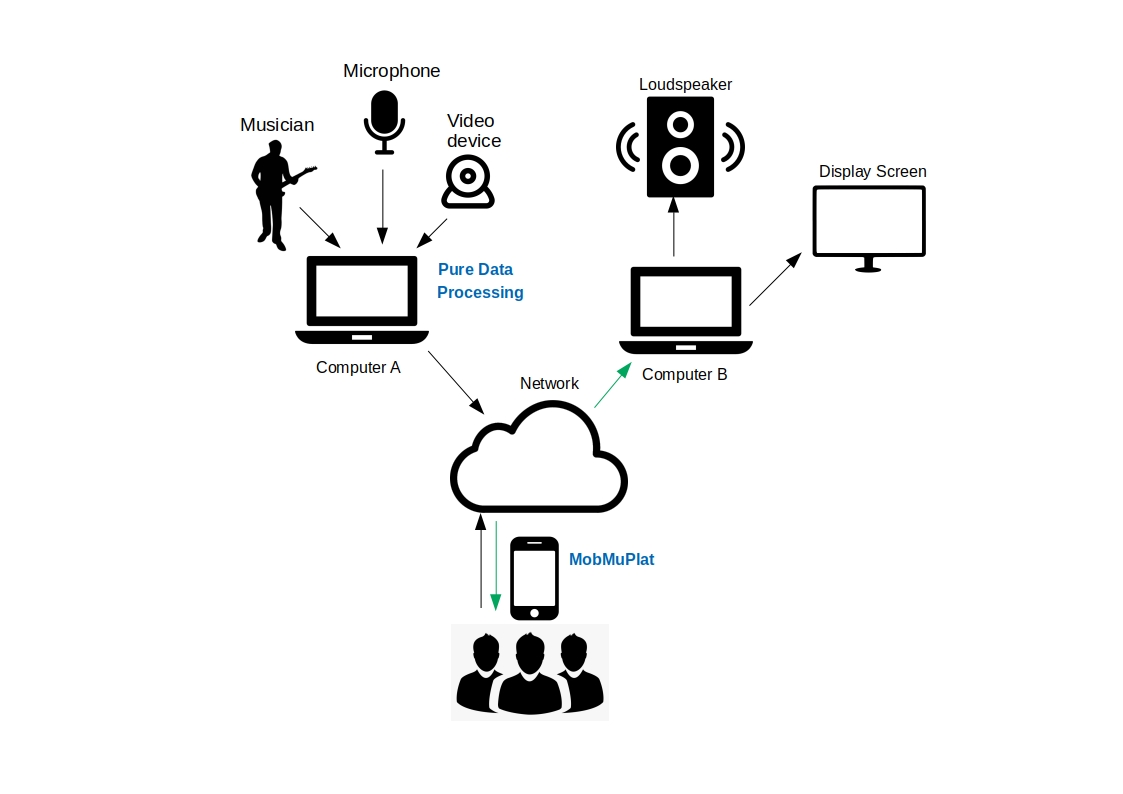 Microphone
Musician
Video
device
Loudspeaker
Display Screen
Pure Data
Processing
Computer A
Computer B
Network
MobMuPlat